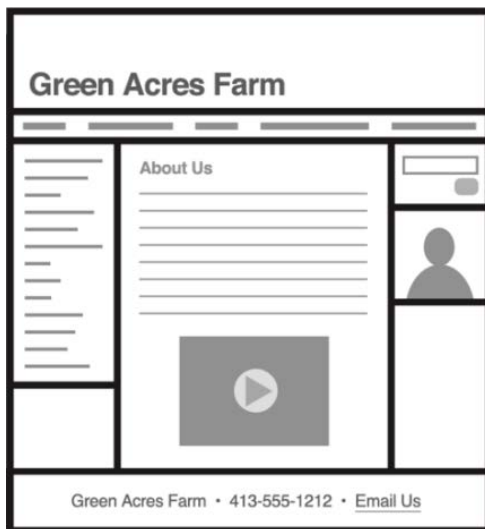 Green Acres Farm
About Us
Green Acres Farm • 413-555-1212 • Email Us